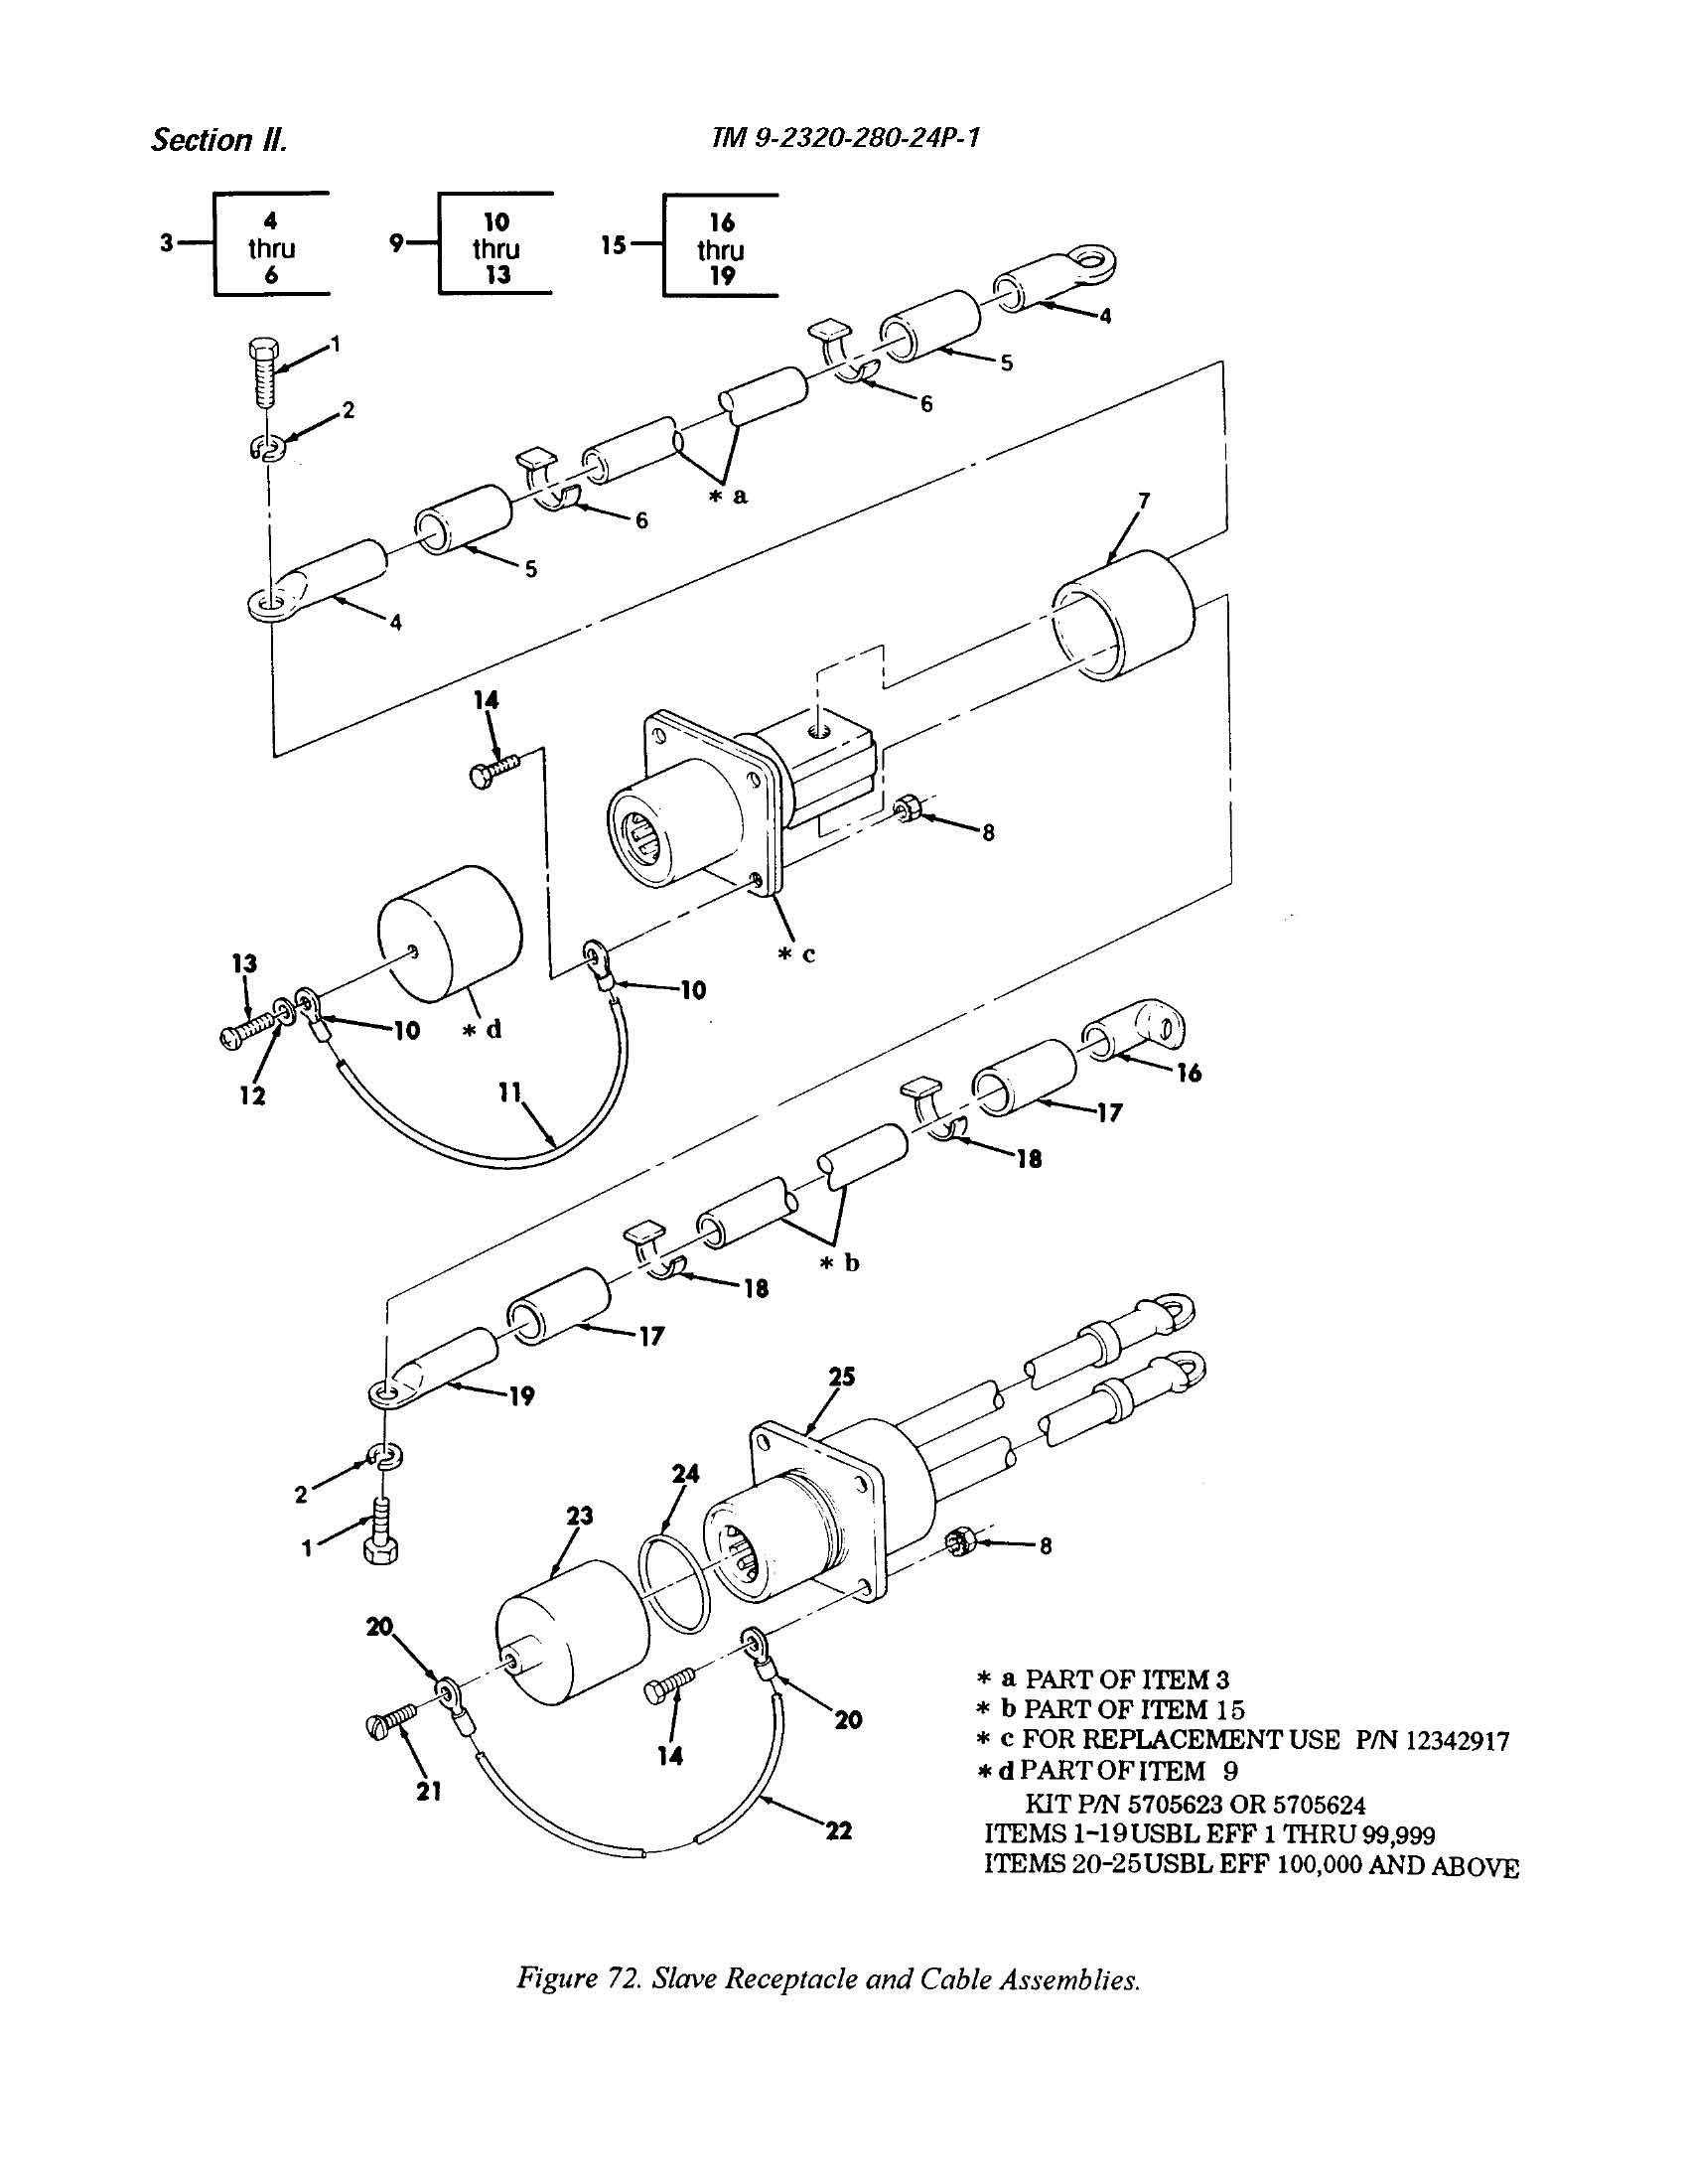 Section II.
TM 9-2320-280-24P-1
3
4
thru
6
9
10
thru
13
15
16
thru
19
4
1
5
2
6
* a
7
6
5
4
14
8
* c
13
10
10
* d
12
11
16
17
18
* b
18
17
19
25
2
24
23
1
8
20
20
14
21
22
* a PART OF ITEM 3
* b PART OF ITEM 15
* c FOR REPLACEMENT USE P/N 12342917
* d PART OF ITEM 9
KIT P/N 5705623 OR 5705624
ITEMS 1-19 USBL EFF 1 THRU 99,999
ITEMS 20-25 USBL EFF 100,000 AND ABOVE
Figure 72. Slave Receptacle and Cable Assemblies.